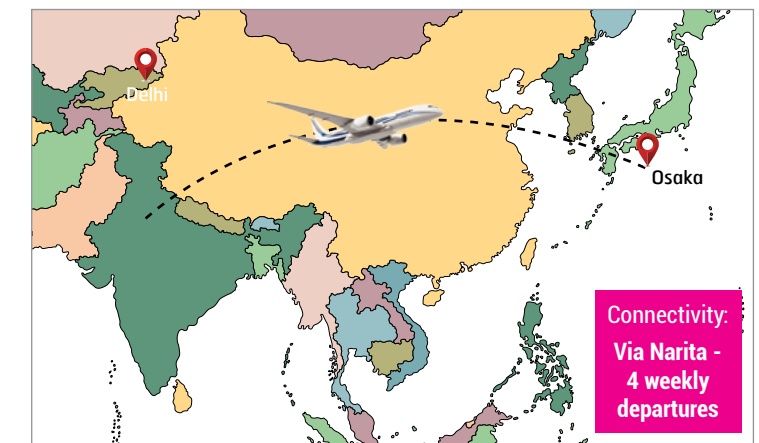 Delhi
Osaka
Connectivity:
Via Narita -
4 weekly
departures